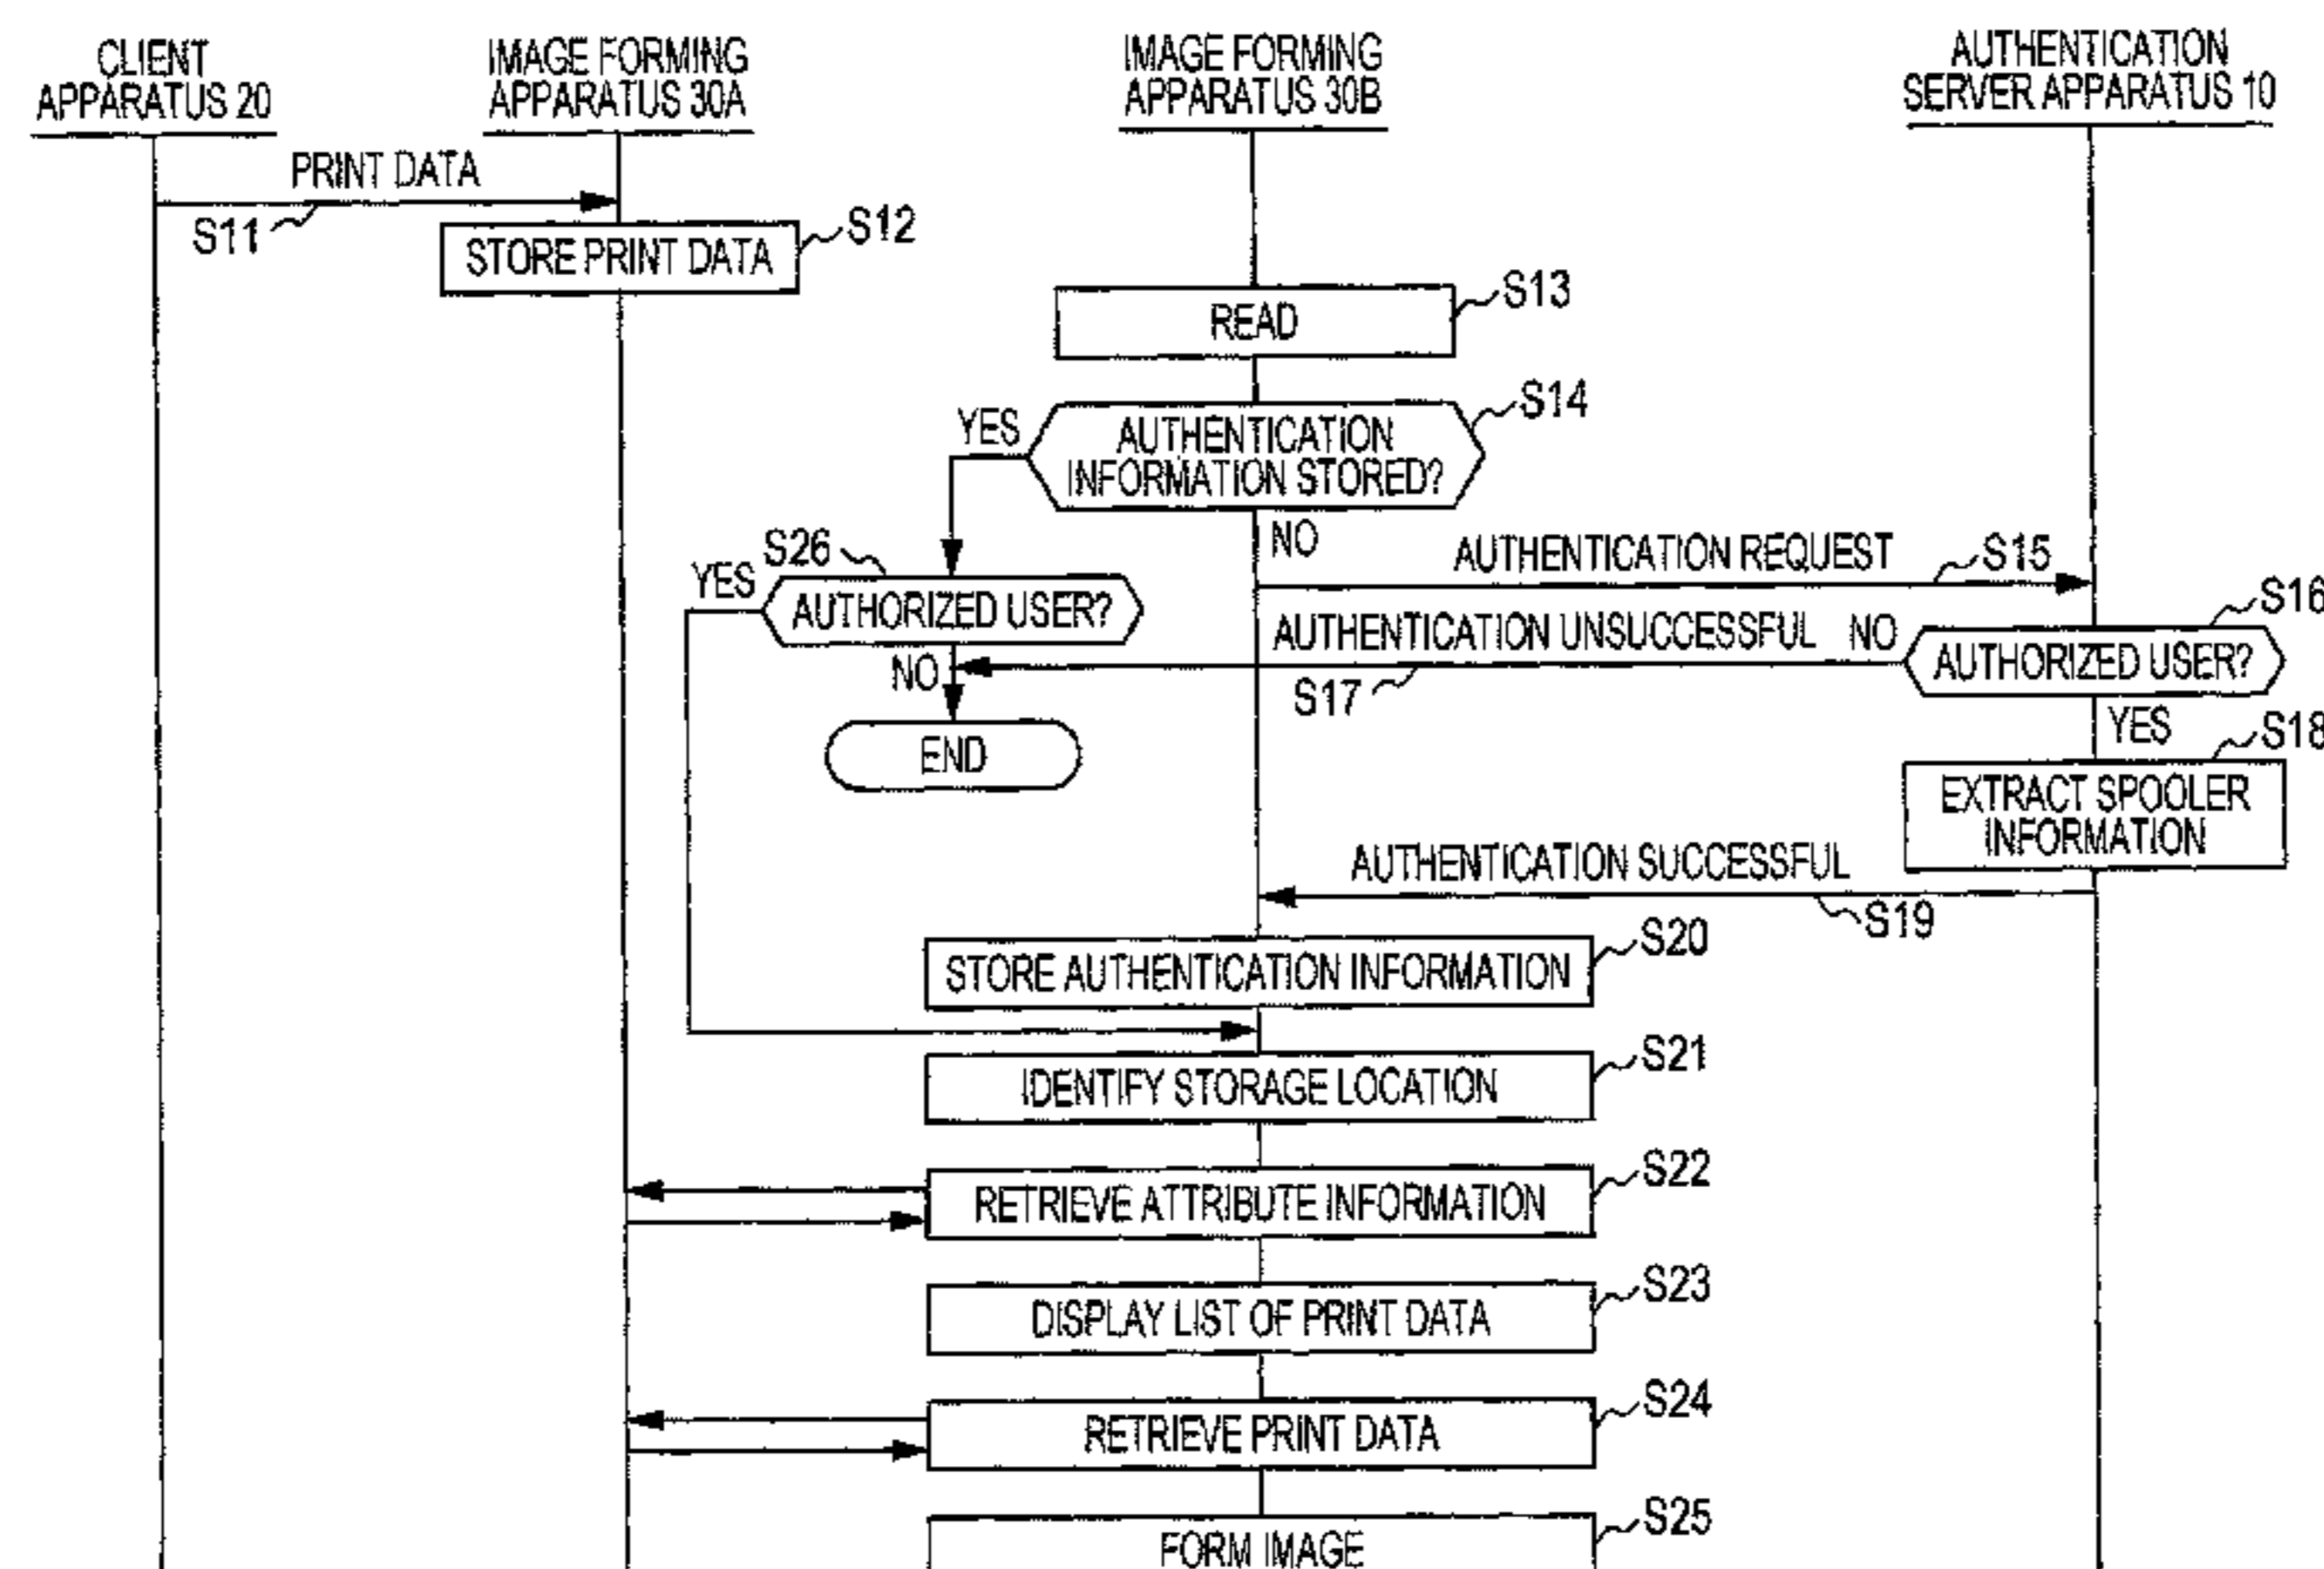 CLIENT
APPARATUS 20
IMAGE FORMING
APPARATUS 30A
IMAGE FORMING
APPARATUS 30B
AUTHENTICATION
SERVER APPARATUS 10
PRINT DATA
S11
STORE PRINT DATA
S12
READ
S13
YES
AUTHENTICATION
INFORMATION STORED?
S14
NO
S26
YES
AUTHORIZED USER?
NO
END
AUTHENTICATION REQUEST
S15
AUTHENTICATION UNSUCCESSFUL
NO
S16
AUTHORIZED USER?
S17
YES
S18
EXTRACT SPOOLER
INFORMATION
AUTHENTICATION SUCCESSFUL
S19
STORE AUTHENTICATION INFORMATION
S20
IDENTIFY STORAGE LOCATION
S21
RETRIEVE ATTRIBUTE INFORMATION
S22
DISPLAY LIST OF PRINT DATA
S23
RETRIEVE PRINT DATA
S24
FORM IMAGE
S25